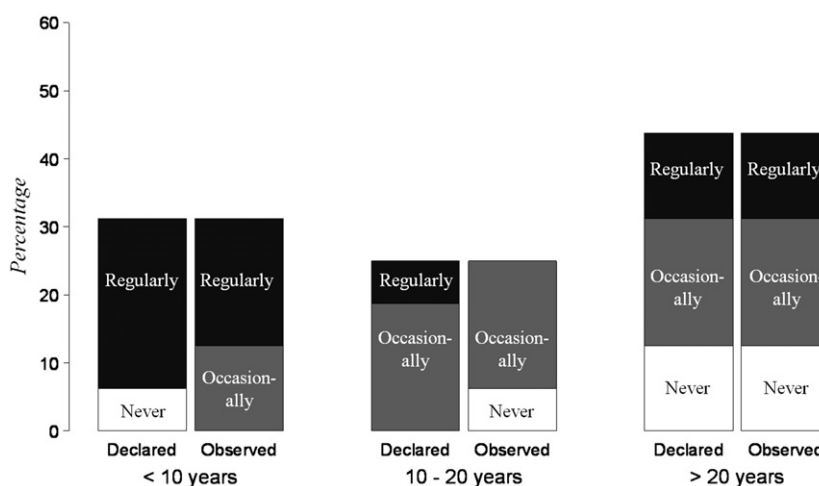 60
50
40
30
20
10
0
Percentage
Regularly
Never
Regularly
Occasion-
ally
Regularly
Occasion-
ally
Occasion-
ally
Never
Regularly
Occasion-
ally
Never
Regularly
Occasion-
ally
Never
Declared Observed
< 10 years
Declared Observed
10 - 20 years
Declared Observed
> 20 years